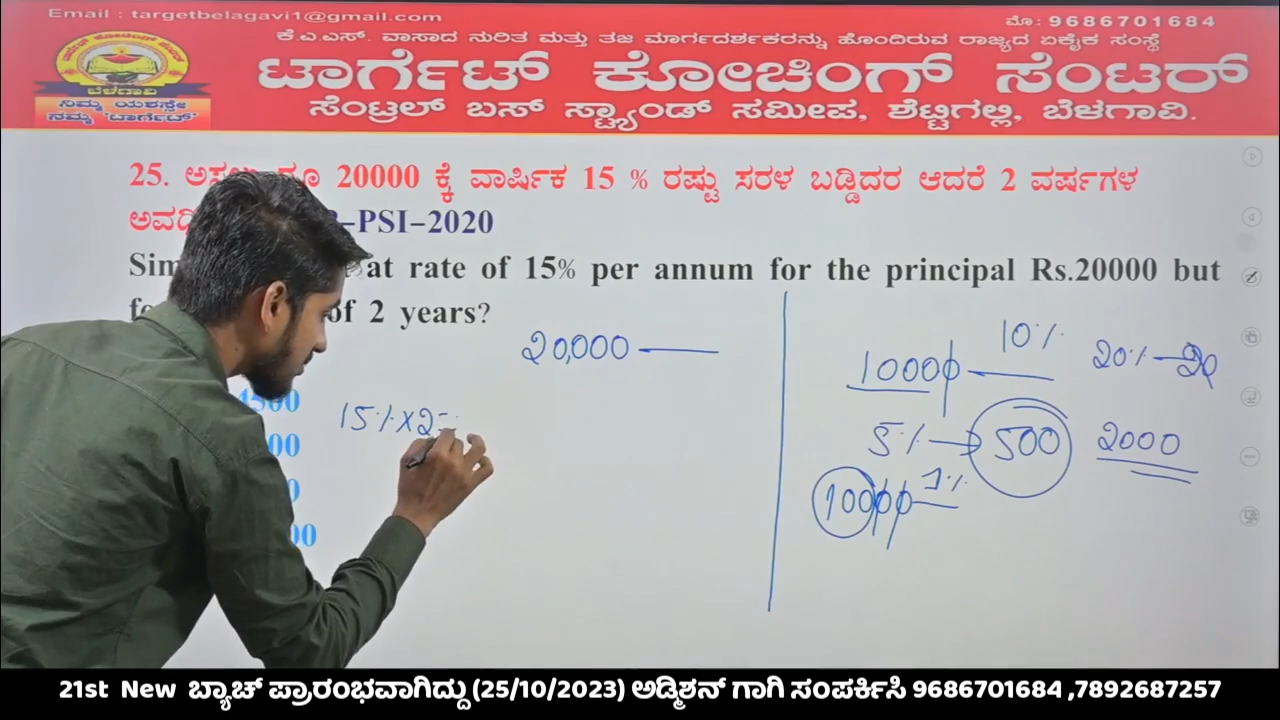 Email : targetbelagavi1@gmail.com
ಮೊ: 9686701684
ಕೆ.ಎ.ಎಸ್. ವಾಸಾದ ನುರಿತ ಮತ್ತು ತಜ್ಞ ಮಾರ್ಗದರ್ಶಕರನ್ನು ಹೊಂದಿರುವ ರಾಜ್ಯದ ಏಕೈಕ ಸಂಸ್ಥೆ
ಟಾರ್ಗೆಟ್ ಕೋಚಿಂಗ್ ಸೆಂಟರ್
ಸೆಂಟ್ರಲ್ ಬಸ್ ಸ್ಟ್ಯಾಂಡ್ ಸಮೀಪ, ಶೆಟ್ಟಿಗಲ್ಲಿ, ಬೆಳಗಾವಿ.
ಬೆಳಗಾವಿ
ನಿಮ್ಮ ಯಶಸ್ಸೇ
ನಮ್ಮ 'ಟಾರ್ಗೆಟ್'
25. 20000 ಕ್ಕೆ ವಾರ್ಷಿಕ 15 % ರಷ್ಟು ಸರಳ ಬಡ್ಡಿದರ ಆದರೆ 2 ವರ್ಷಗಳ
-PSI-2020
at rate of 15% per annum for the principal Rs.20000 but
of 2 years?
20,000
10%
10000
20%
15%×2=
5%
500
2000
10000
1%
4500
21st New ಬ್ಯಾಚ್ ಪ್ರಾರಂಭವಾಗಿದ್ದು (25/10/2023) ಅಡ್ಮಿಶನ್ ಗಾಗಿ ಸಂಪರ್ಕಿಸಿ 9686701684 ,7892687257